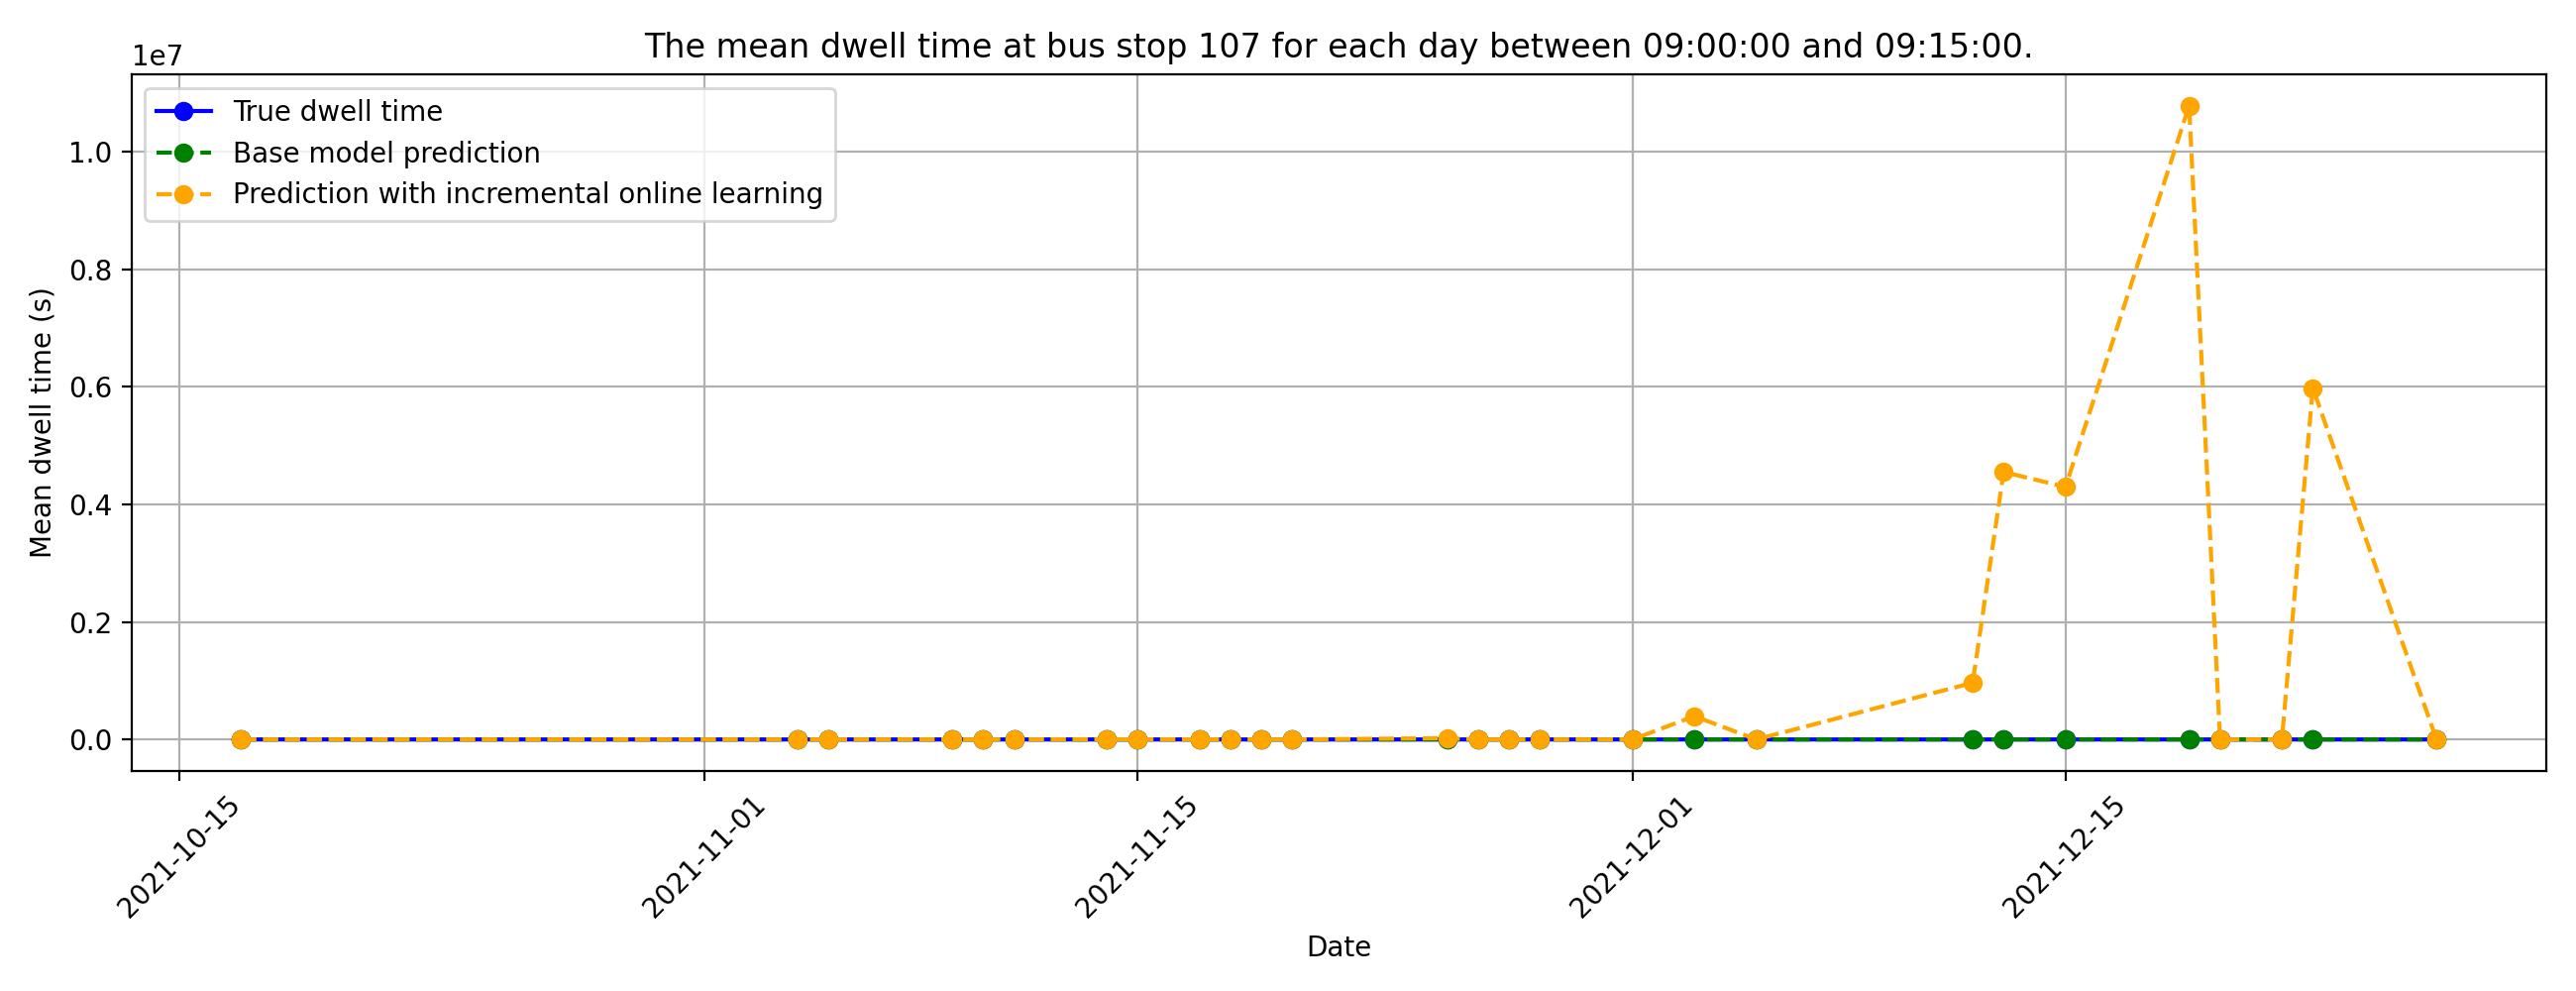 The mean dwell time at bus stop 107 for each day between 09:00:00 and 09:15:00.
1e7
True dwell time
Base model prediction
Prediction with incremental online learning
Mean dwell time (s)
1.0
0.8
0.6
0.4
0.2
0.0
2021-10-15
2021-11-01
2021-11-15
2021-12-01
2021-12-15
Date